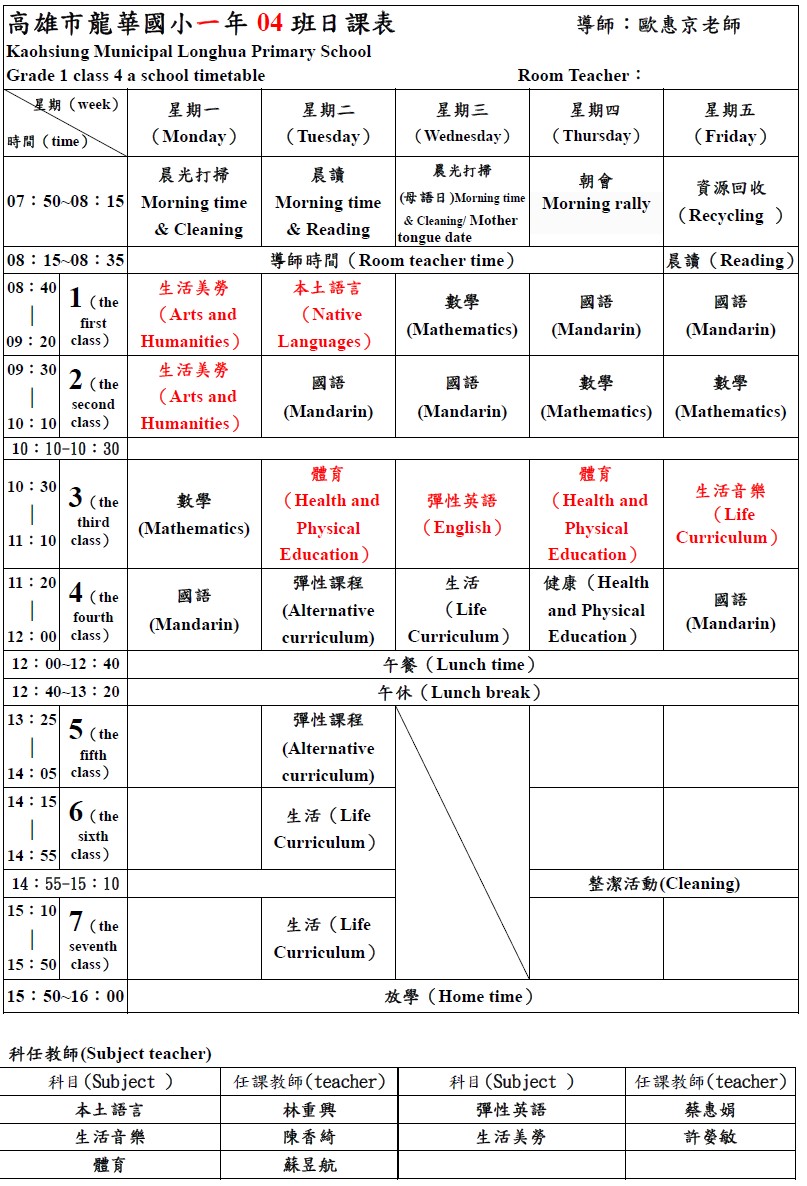 高雄市龍華國小一年 04 班日課表 導師：歐惠京老師
Kaohsiung Municipal Longhua Primary School
Grade 1 class 4 a school timetable Room Teacher：
星期（week）
時間（time）
星期一
（Monday）
星期二
（Tuesday）
星期三
（Wednesday）
星期四
（Thursday）
星期五
（Friday）
07：50~08：15
晨光打掃
Morning time
& Cleaning
晨讀
Morning time
& Reading
晨光打掃
(母語日)Morning time
& Cleaning/ Mother
tongue date
朝會
Morning rally
資源回收
（Recycling ）
08：15~08：35 導師時間（Room teacher time） 晨讀（Reading）
08：40
|
09：20
1（the
first
class）
生活美勞
（Arts and
Humanities）
本土語言
（Native
Languages）
數學
(Mathematics)
國語
(Mandarin)
國語
(Mandarin)
09：30
|
10：10
2（the
second
class）
生活美勞
（Arts and
Humanities）
國語
(Mandarin)
國語
(Mandarin)
數學
(Mathematics)
數學
(Mathematics)
10：10-10：30
10：30
|
11：10
3（the
third
class）
數學
(Mathematics)
體育
（Health and
Physical
Education）
彈性英語
（English）
體育
（Health and
Physical
Education）
生活音樂
（Life
Curriculum）
11：20
|
12：00
4（the
fourth
class）
國語
(Mandarin)
彈性課程
(Alternative
curriculum)
生活
（Life
Curriculum）
健康（Health
and Physical
Education）
國語
(Mandarin)
12：00~12：40 午餐（Lunch time）
12：40~13：20 午休（Lunch break）
13：25
|
14：05
5（the
fifth
class）
彈性課程
(Alternative
curriculum)
14：15
|
14：55
6（the
sixth
class）
生活（Life
Curriculum）
14：55-15：10 整潔活動(Cleaning)
15：10
|
15：50
7（the
seventh
class）
生活（Life
Curriculum）
15：50~16：00 放學（Home time）
科任教師(Subject teacher)
科目(Subject ) 任課教師(teacher) 科目(Subject ) 任課教師(teacher)
本土語言 林重興 彈性英語 蔡惠娟
生活音樂 陳香綺 生活美勞 許嫈敏
體育 蘇昱航